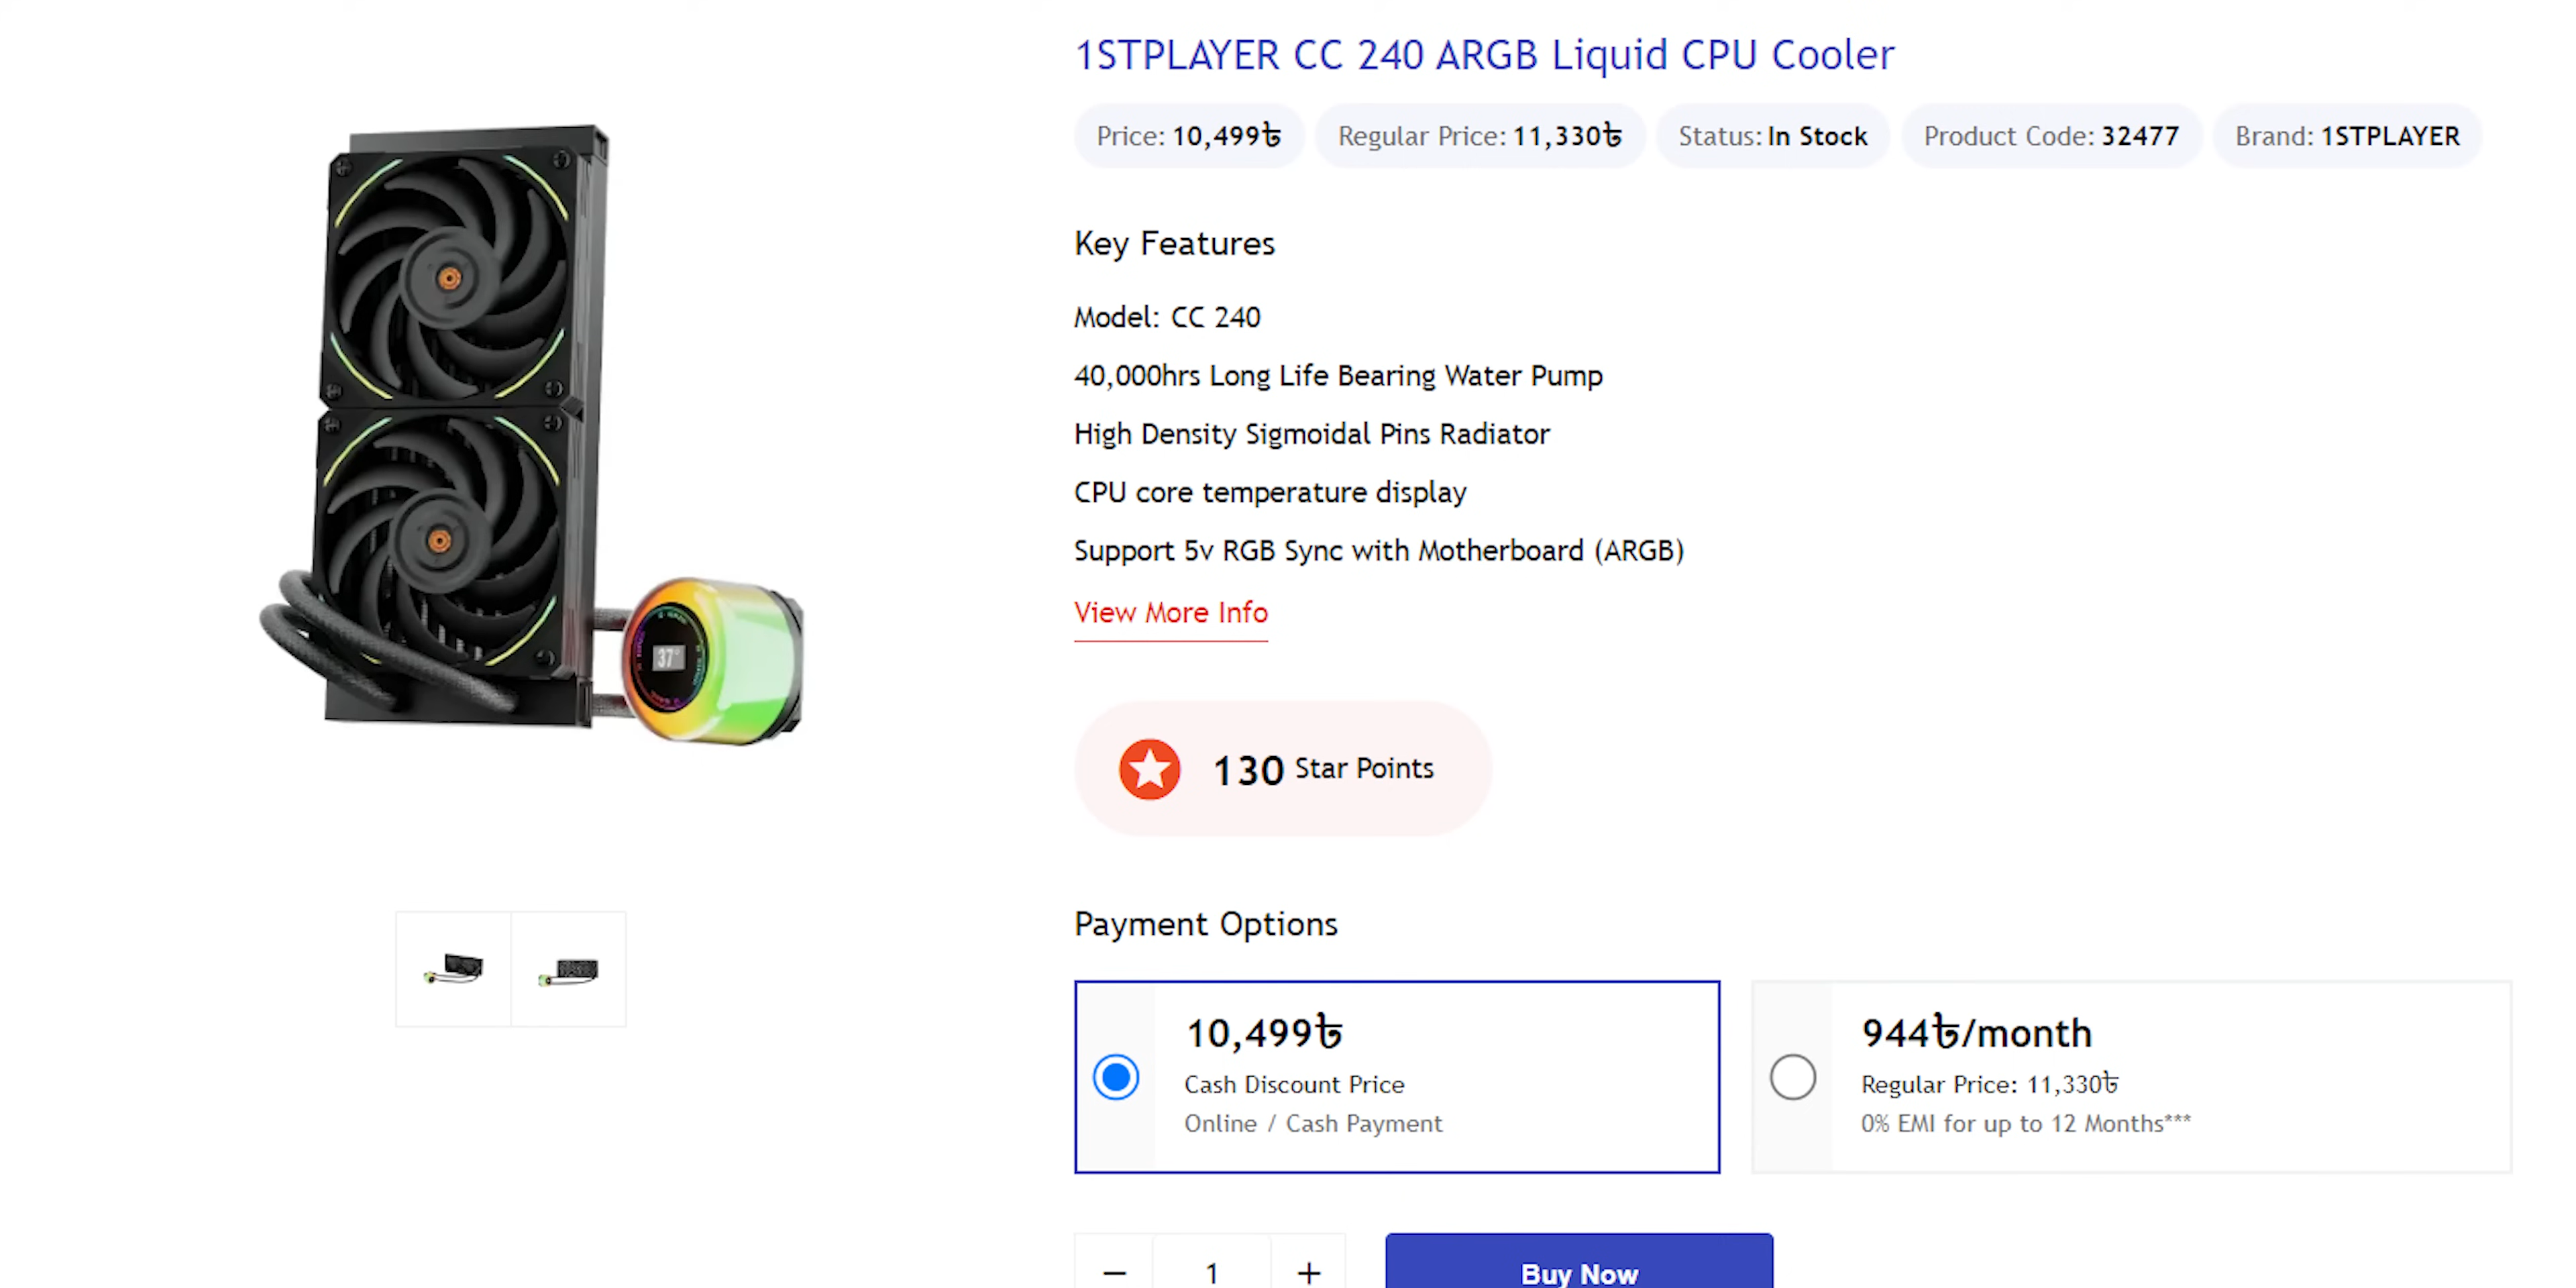 1STPLAYER CC 240 ARGB Liquid CPU Cooler
Price: 10,499৳ Regular Price: 11,330৳ Status: In Stock Product Code: 32477 Brand: 1STPLAYER
Key Features
Model: CC 240
40,000hrs Long Life Bearing Water Pump
High Density Sigmoidal Pins Radiator
CPU core temperature display
Support 5v RGB Sync with Motherboard (ARGB)
View More Info
37°
130 Star Points
Payment Options
10,499৳
Cash Discount Price
Online / Cash Payment
944৳/month
Regular Price: 11,330৳
0% EMI for up to 12 Months***
− 1 +
Buy Now